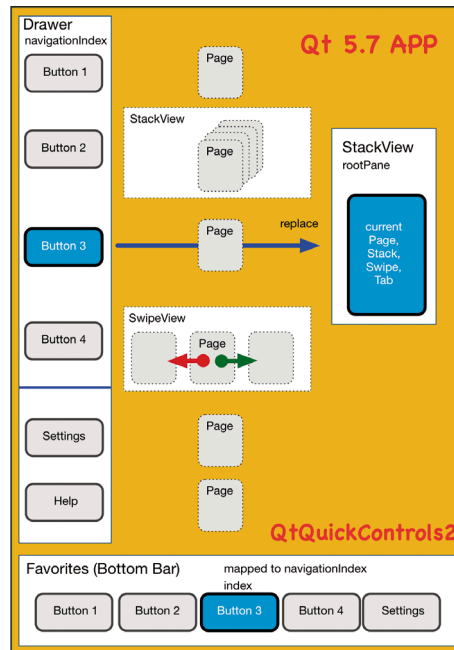 Drawer
navigationIndex
Qt 5.7 APP
Button 1
Page
StackView
Button 2
Page
StackView
rootPane
Button 3
Page
replace
current
Page,
Stack,
Swipe,
Tab
SwipeView
Button 4
Page
Settings
Page
Help
Page
QtQuickControls2
Favorites (Bottom Bar)
mapped to navigationIndex
index
Button 1
Button 2
Button 3
Button 4
Settings